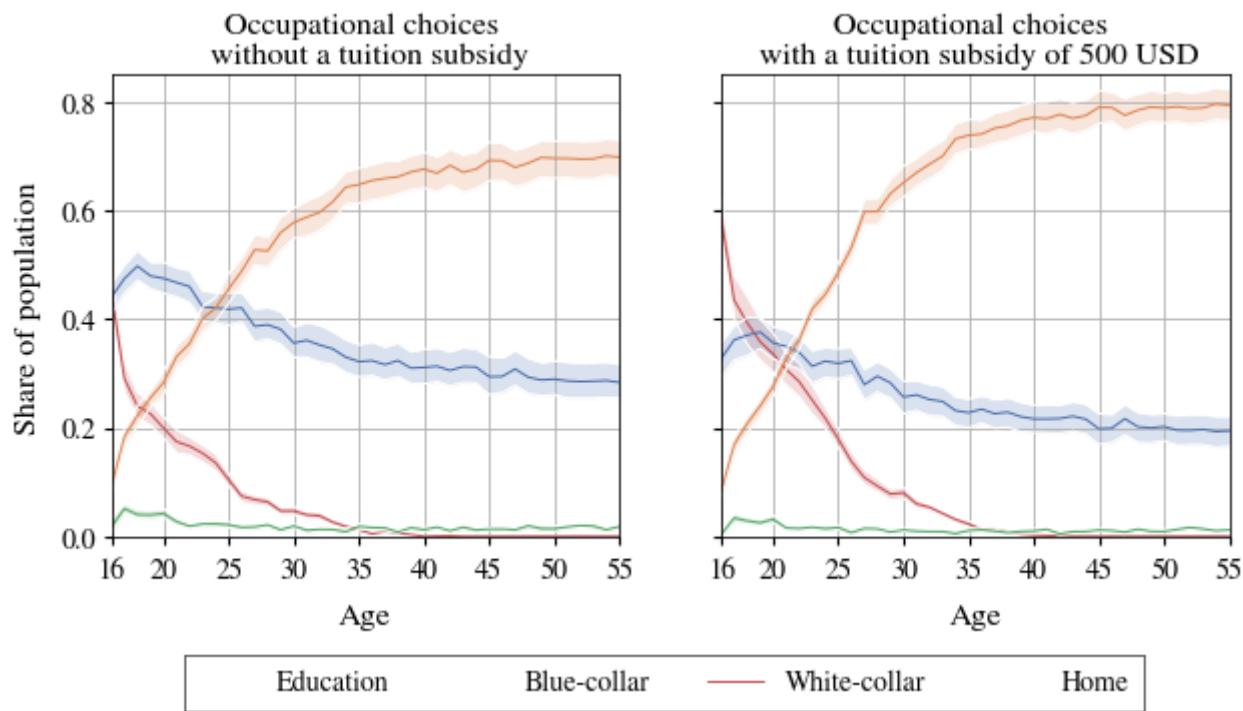 Occupational choices
without a tuition subsidy
Occupational choices
with a tuition subsidy of 500 USD
Share of population
0.8
0.6
0.4
0.2
0.0
16 20 25 30 35 40 45 50 55
16 20 25 30 35 40 45 50 55
Age
Age
Education Blue-collar White-collar Home